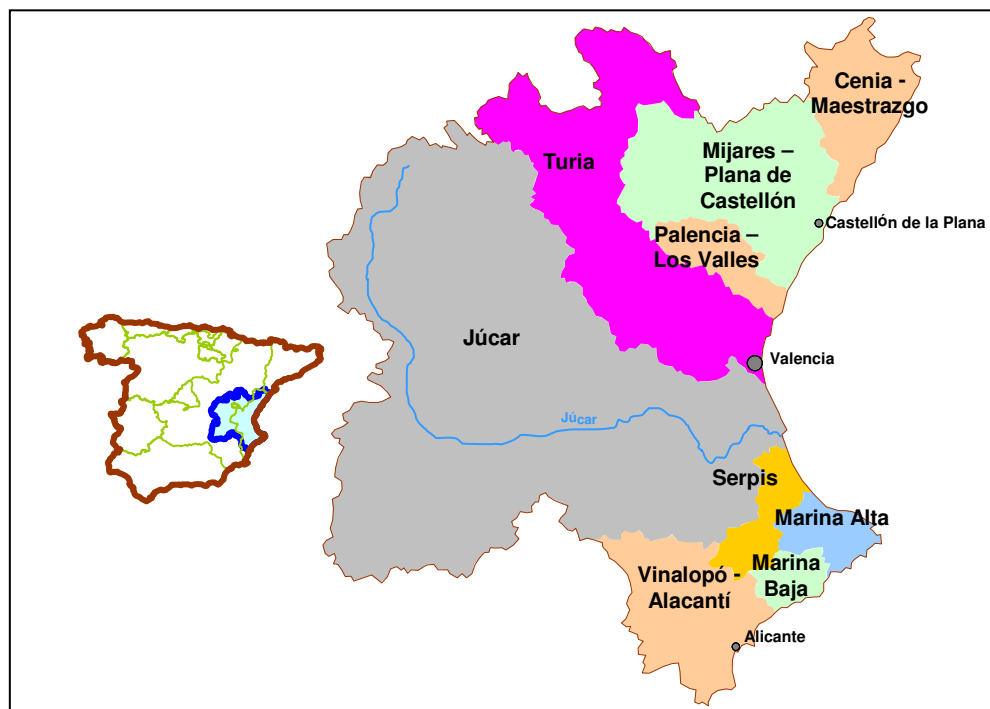 Cenia -
Maestrazgo
Turia
Mijares –
Plana de
Castellón
Castellón de la Plana
Palencia –
Los Valles
Júcar
Valencia
Júcar
Serpis
Marina Alta
Marina
Baja
Vinalopó -
Alacantí
Alicante